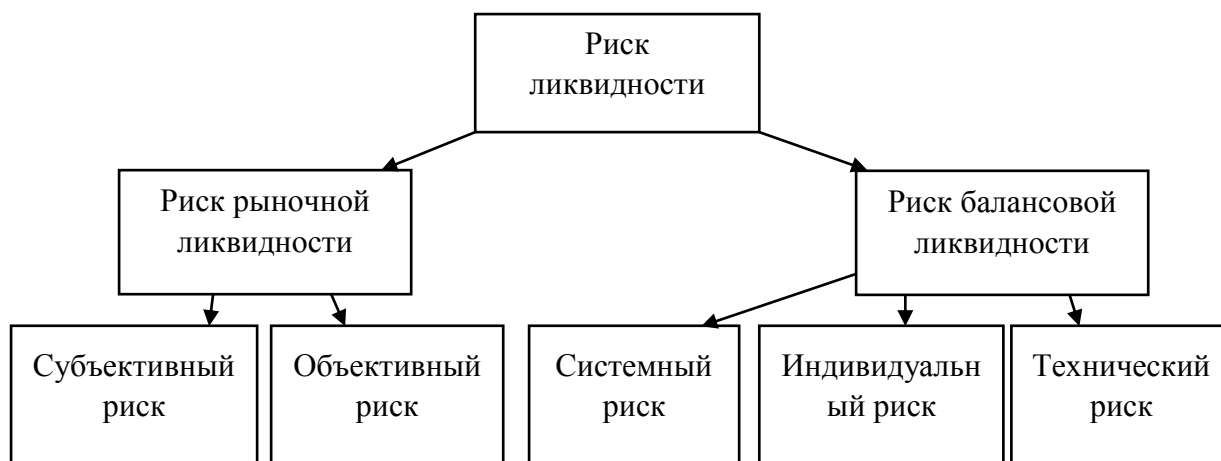 Риск
ликвидности
Риск рыночной
ликвидности
Риск балансовой
ликвидности
Субъективный
риск
Объективный
риск
Системный
риск
Индивидуальн
ый риск
Технический
риск